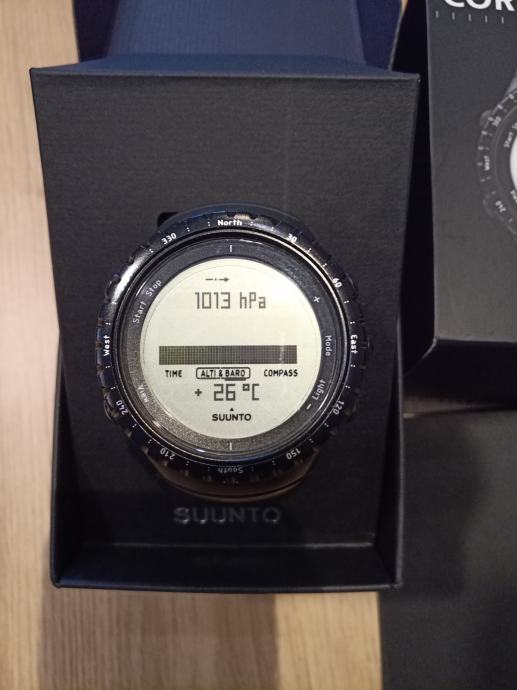 COR
North
30
60
East
120
150
South
210
240
West
330
Start Stop
+
Mode
- Light
View
1013 hPa
TIME ALTI & BARO COMPASS
+ 26 °C
SUUNTO
SUUNTO